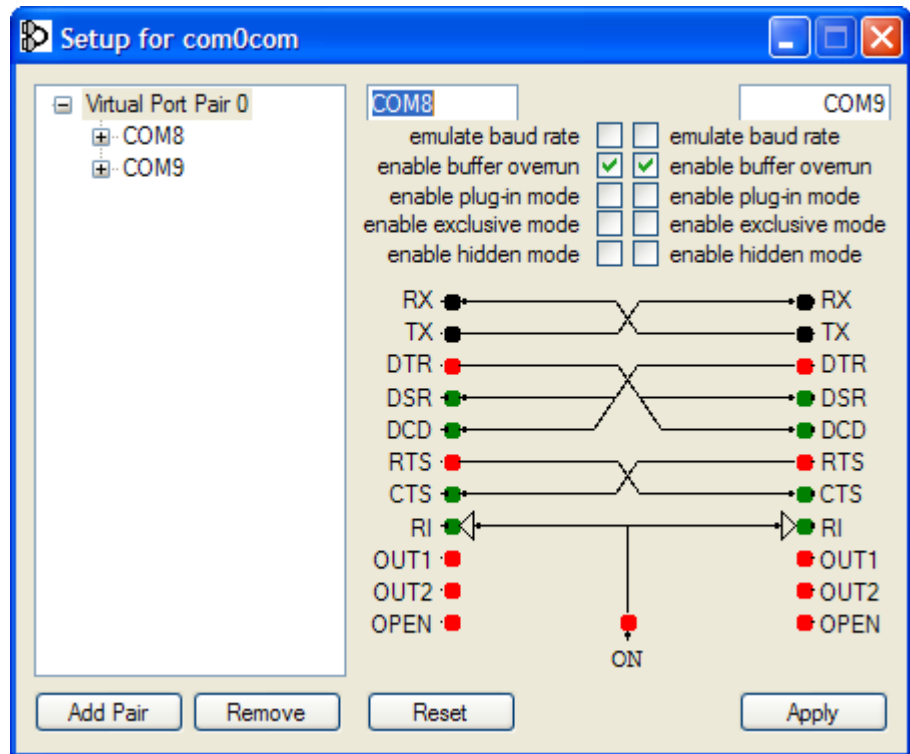 Setup for com0com
Virtual Port Pair 0
COM8
COM9
COM8 COM9
emulate baud rate emulate baud rate
enable buffer overrun enable buffer overrun
enable plug-in mode enable plug-in mode
enable exclusive mode enable exclusive mode
enable hidden mode enable hidden mode
RX RX
TX TX
DTR DTR
DSR DSR
DCD DCD
RTS RTS
CTS CTS
RI RI
OUT1 OUT1
OUT2 OUT2
OPEN OPEN
ON
Add Pair Remove Reset Apply